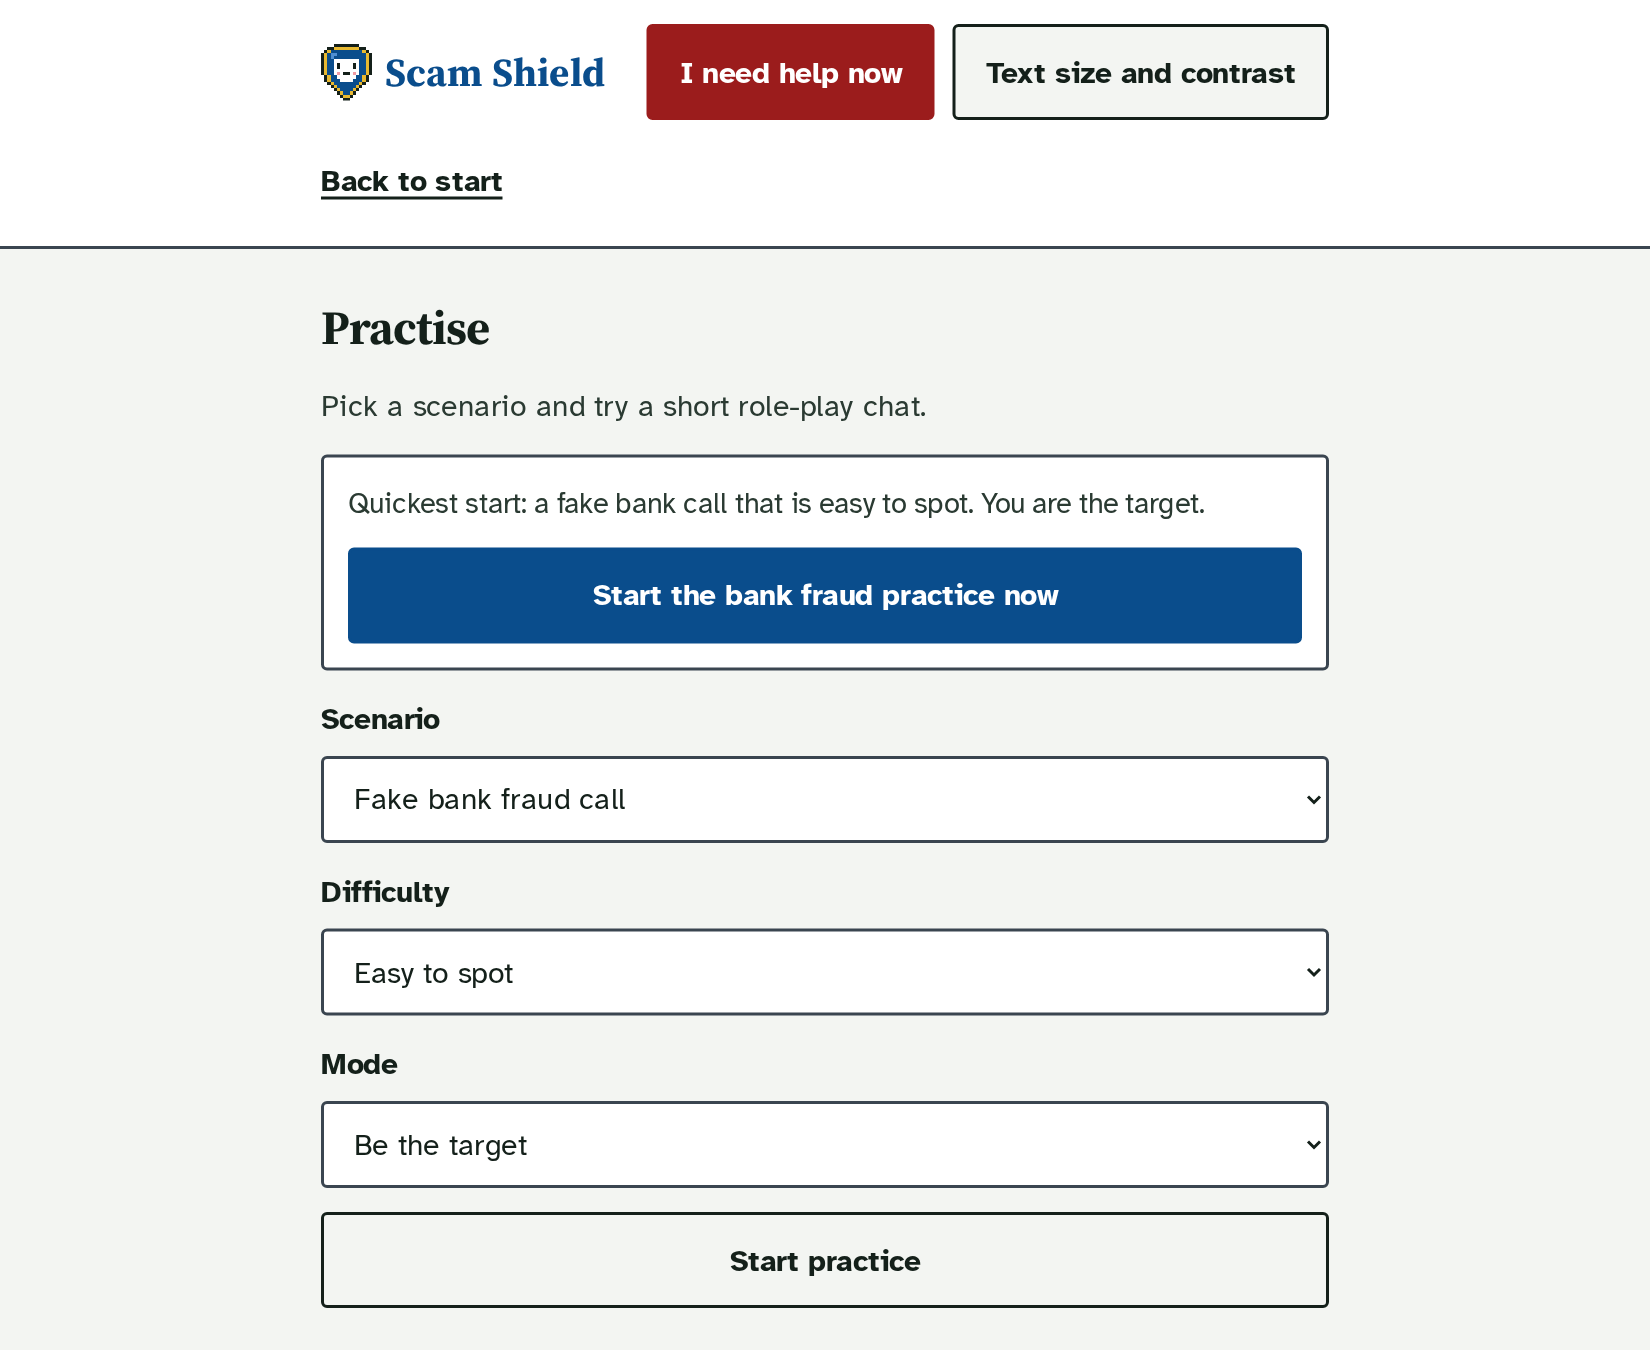 Scam Shield
I need help now
Text size and contrast
Back to start
Practise
Pick a scenario and try a short role-play chat.
Quickest start: a fake bank call that is easy to spot. You are the target.
Start the bank fraud practice now
Scenario
Fake bank fraud call
Difficulty
Easy to spot
Mode
Be the target
Start practice